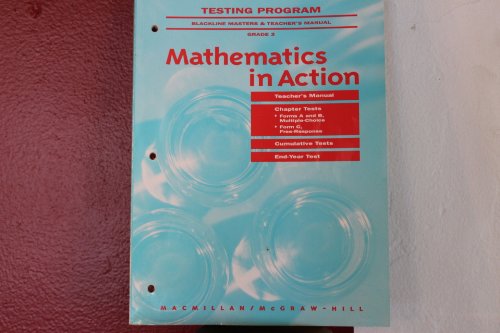 TESTING PROGRAM
BLACKLINE MASTERS & TEACHER'S MANUAL
GRADE 3
Mathematics
in Action
Teacher's Manual
Chapter Tests
• Forms A and B,
Multiple-Choice
• Form C,
Free-Response
Cumulative Tests
End-Year Test
MACMILLAN/McGRAW-HILL